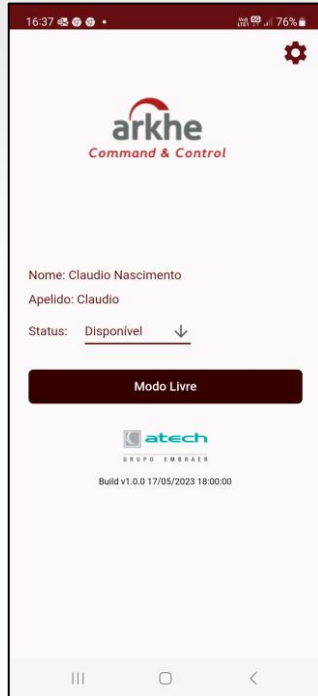 16:37
76%
arkhe
Command & Control
Nome: Claudio Nascimento
Apelido: Claudio
Status: Disponível
Modo Livre
atech
GRUPO EMBRAER
Build v1.0.0 17/05/2023 18:00:00